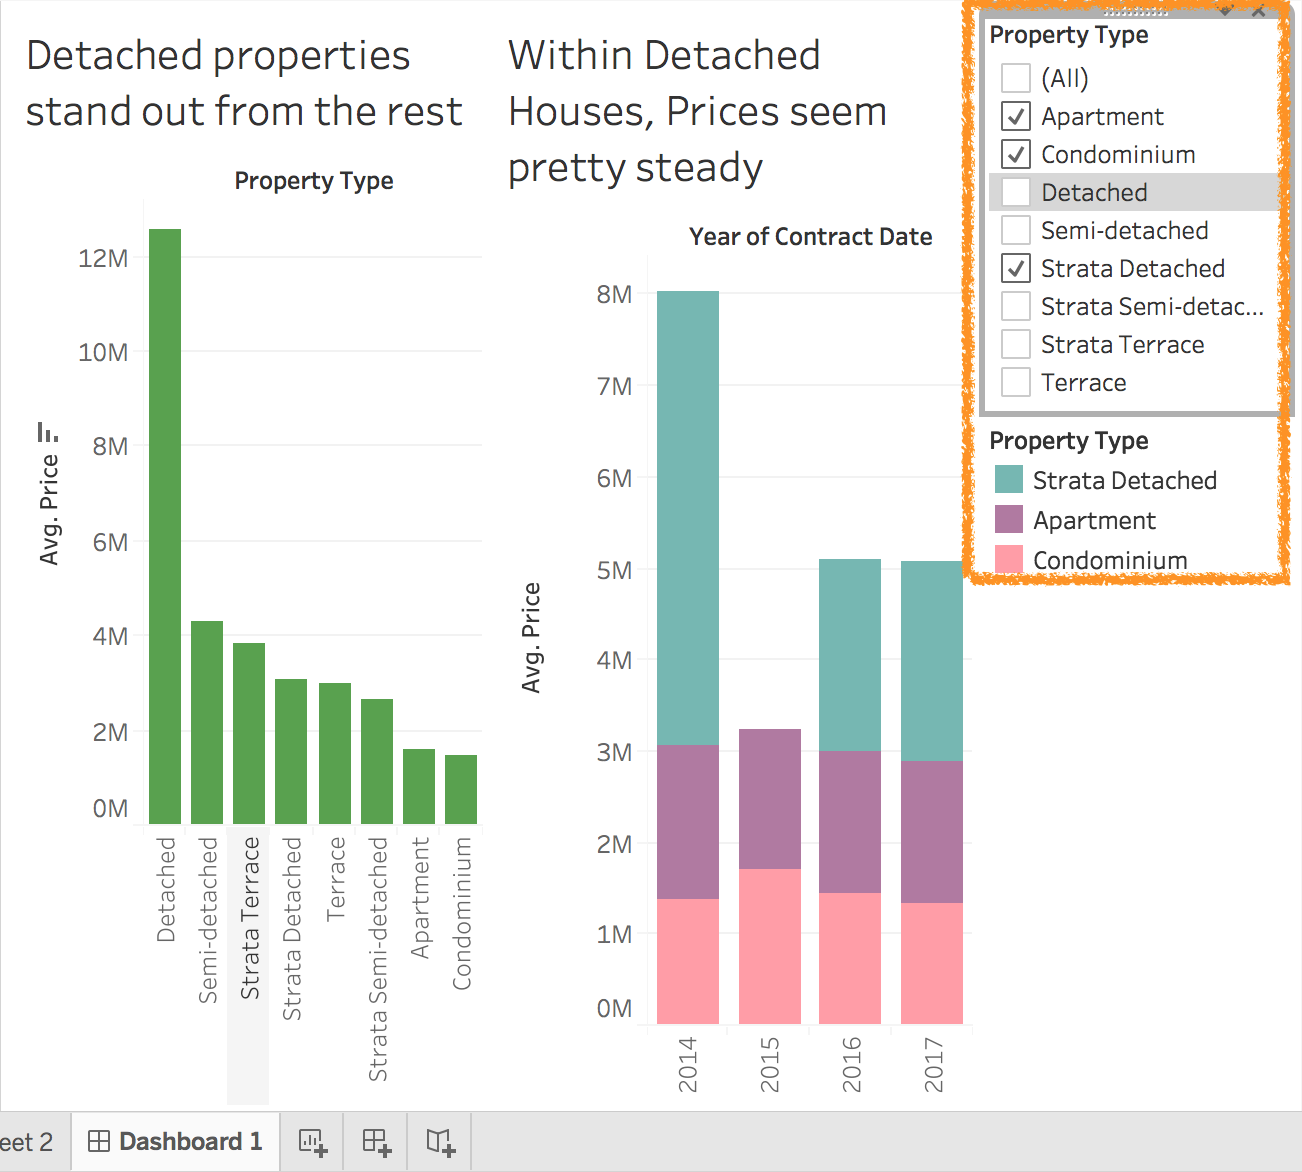 Detached properties
stand out from the rest
Property Type
12M
10M
8M
6M
4M
2M
0M
Avg. Price
Detached
Semi-detached
Strata Terrace
Strata Detached
Terrace
Strata Semi-detached
Apartment
Condominium
Within Detached
Houses, Prices seem
pretty steady
Year of Contract Date
8M
7M
6M
5M
4M
3M
2M
1M
0M
Avg. Price
2014
2015
2016
2017
Property Type
(All)
Apartment
Condominium
Detached
Semi-detached
Strata Detached
Strata Semi-detac...
Strata Terrace
Terrace
Property Type
Strata Detached
Apartment
Condominium
eet 2
Dashboard 1